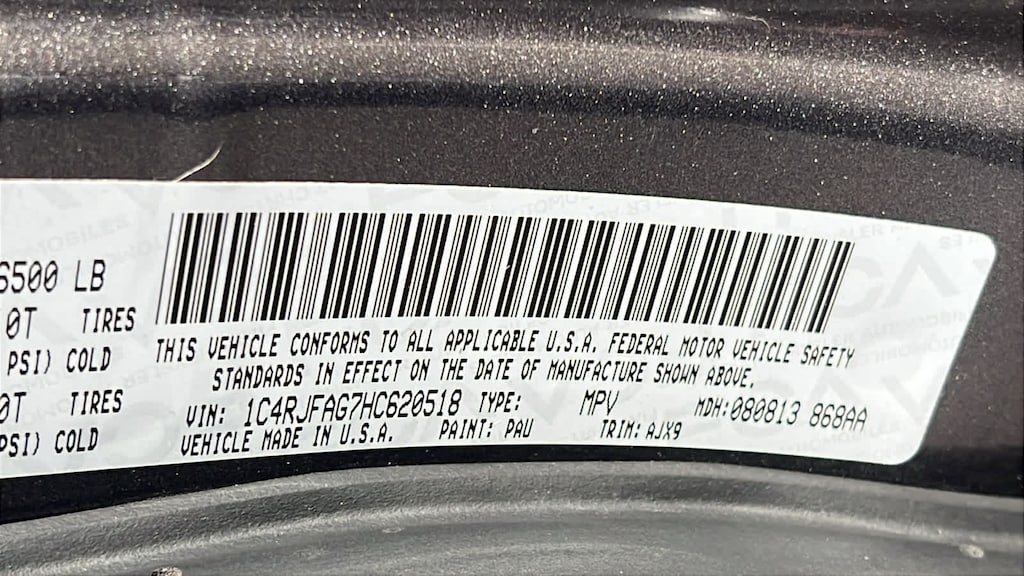 6500 LB
0T TIRES
PSI) COLD
0T TIRES
PSI) COLD
THIS VEHICLE CONFORMS TO ALL APPLICABLE U.S.A. FEDERAL MOTOR VEHICLE SAFETY
STANDARDS IN EFFECT ON THE DATE OF MANUFACTURE SHOWN ABOVE.
VIN: 1C4RJFAG7HC620518 TYPE: MPV MDH:080813 868AA
VEHICLE MADE IN U.S.A. PAINT: PAU TRIM: AJX9